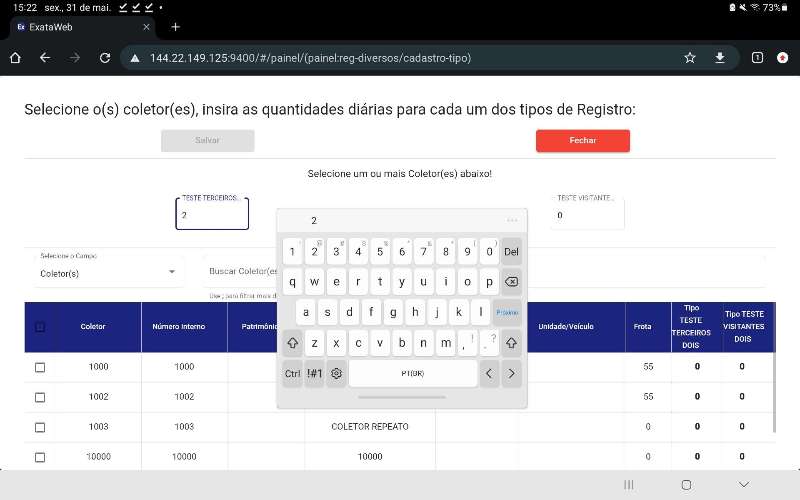 15:22 sex., 31 de mai.
73%
Ex ExataWeb
144.22.149.125:9400/#/painel/(painel:reg-diversos/cadastro-tipo)
1
Selecione o(s) coletor(es), insira as quantidades diárias para cada um dos tipos de Registro:
Salvar
Fechar
Selecione um ou mais Coletor(es) abaixo!
TESTE TERCEIROS...
2
TESTE VISITANTE...
0
2
...
1 2 3 4 5 6 7 8 9 0 Del
q w e r t y u i o p
a s d f g h j k l Próximo
z x c v b n m , ! . ?
Ctrl !#1 PT(BR)
Selecione o Campo
Coletor(s)
Buscar Coletor(es
Use ; para filtrar mais d
Coletor Número Interno Patrimôni Unidade/Veículo Frota Tipo TESTE TERCEIROS DOIS Tipo TESTE VISITANTES DOIS
1000 1000 55 0 0
1002 1002 55 0 0
1003 1003 COLETOR REPEATO 0 0 0
10000 10000 10000 0 0 0